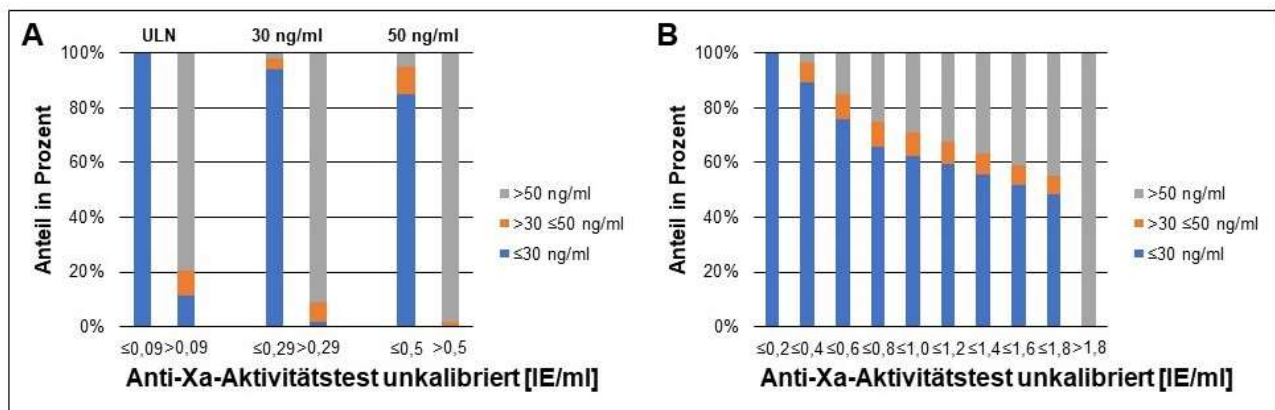 A
ULN 30 ng/ml 50 ng/ml
100%
80%
60%
40%
20%
0%
Anteil in Prozent
>50 ng/ml
>30 ≤50 ng/ml
≤30 ng/ml
≤0,09 >0,09 ≤0,29 >0,29 ≤0,5 >0,5
Anti-Xa-Aktivitätstest unkalibriert [IE/ml]
B
100%
80%
60%
40%
20%
0%
Anteil in Prozent
>50 ng/ml
>30 ≤50 ng/ml
≤30 ng/ml
≤0,2 ≤0,4 ≤0,6 ≤0,8 ≤1,0 ≤1,2 ≤1,4 ≤1,6 ≤1,8 >1,8
Anti-Xa-Aktivitätstest unkalibriert [IE/ml]